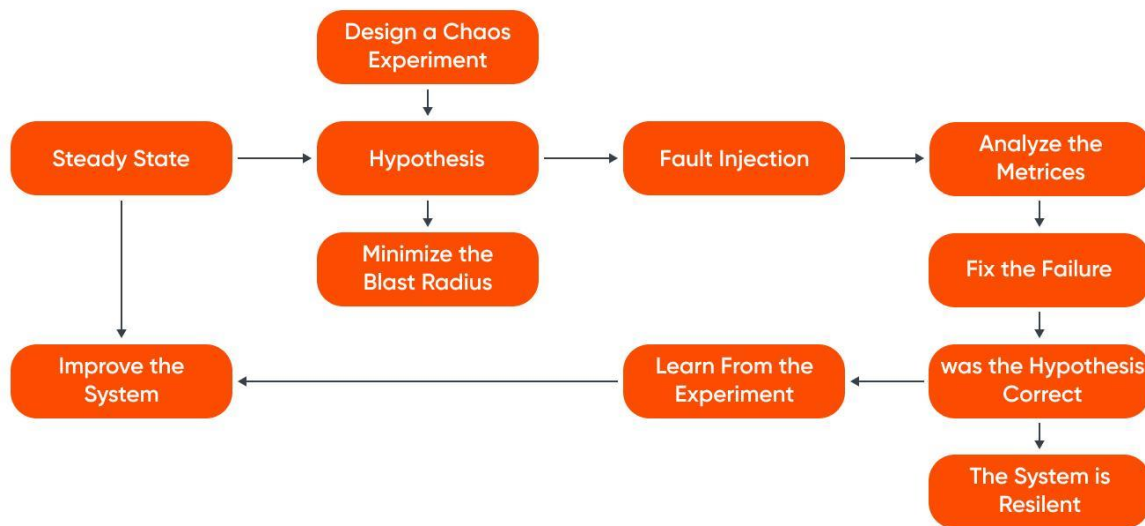 Design a Chaos
Experiment
Steady State
Hypothesis
Fault Injection
Analyze the
Metrices
Minimize the
Blast Radius
Fix the Failure
Improve the
System
Learn From the
Experiment
was the Hypothesis
Correct
The System is
Resilent